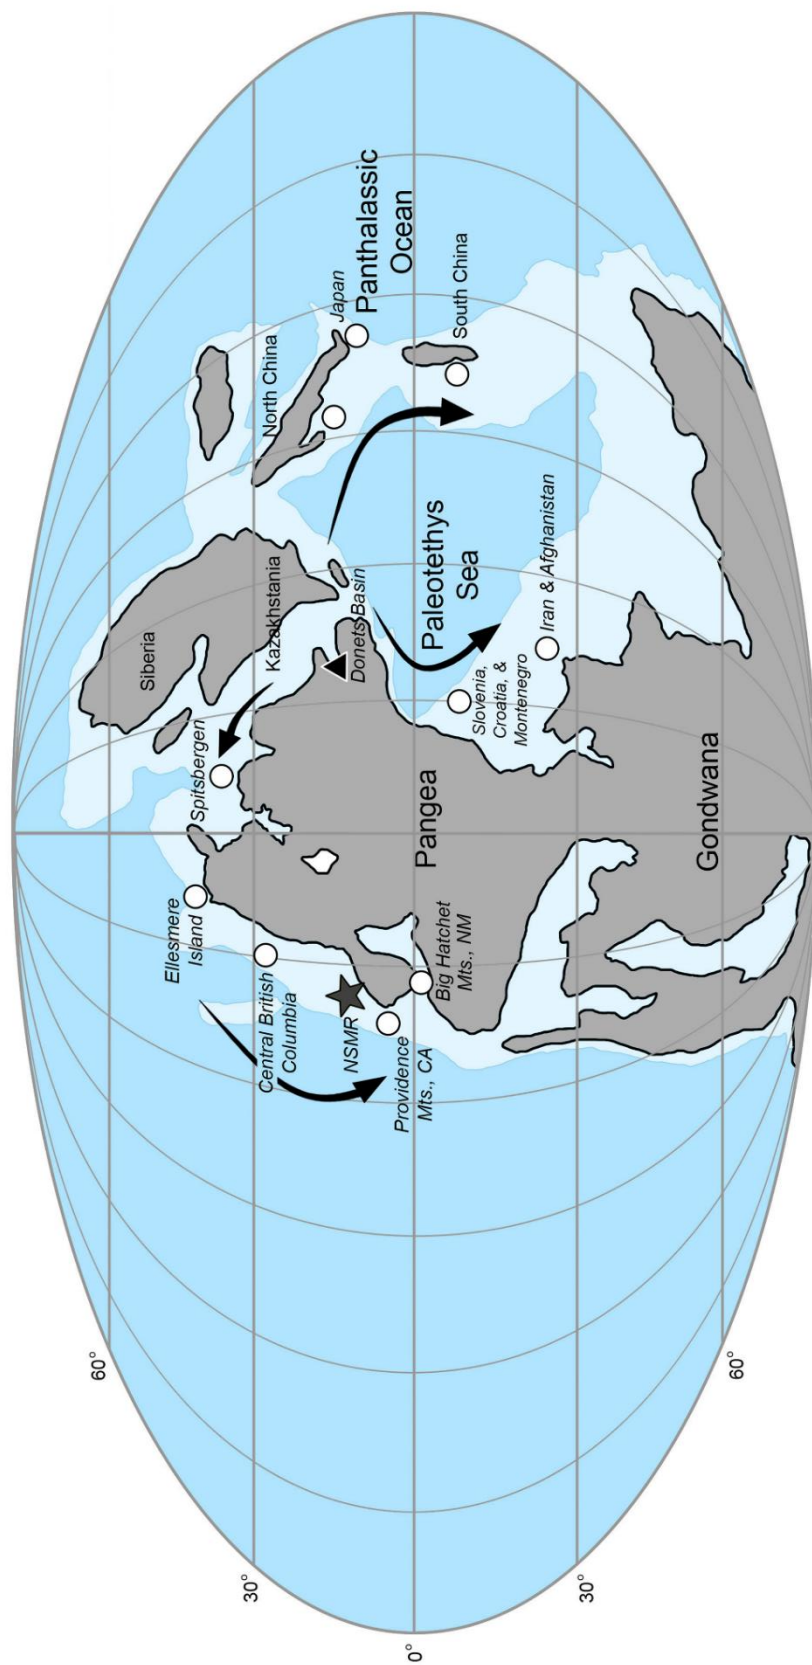 60°
30°
0°
30°
60°
Siberia
Kazakhstania
North China
Japan
Panthalassic
Ocean
South China
Spitsbergen
Ellesmere
Island
Central British
Columbia
NSMR
Providence
Mts., CA
Big Hatchet
Mts., NM
Donets Basin
Paleotethys
Sea
Pangea
Slovenia,
Croatia, &
Montenegro
Iran & Afghanistan
Gondwana